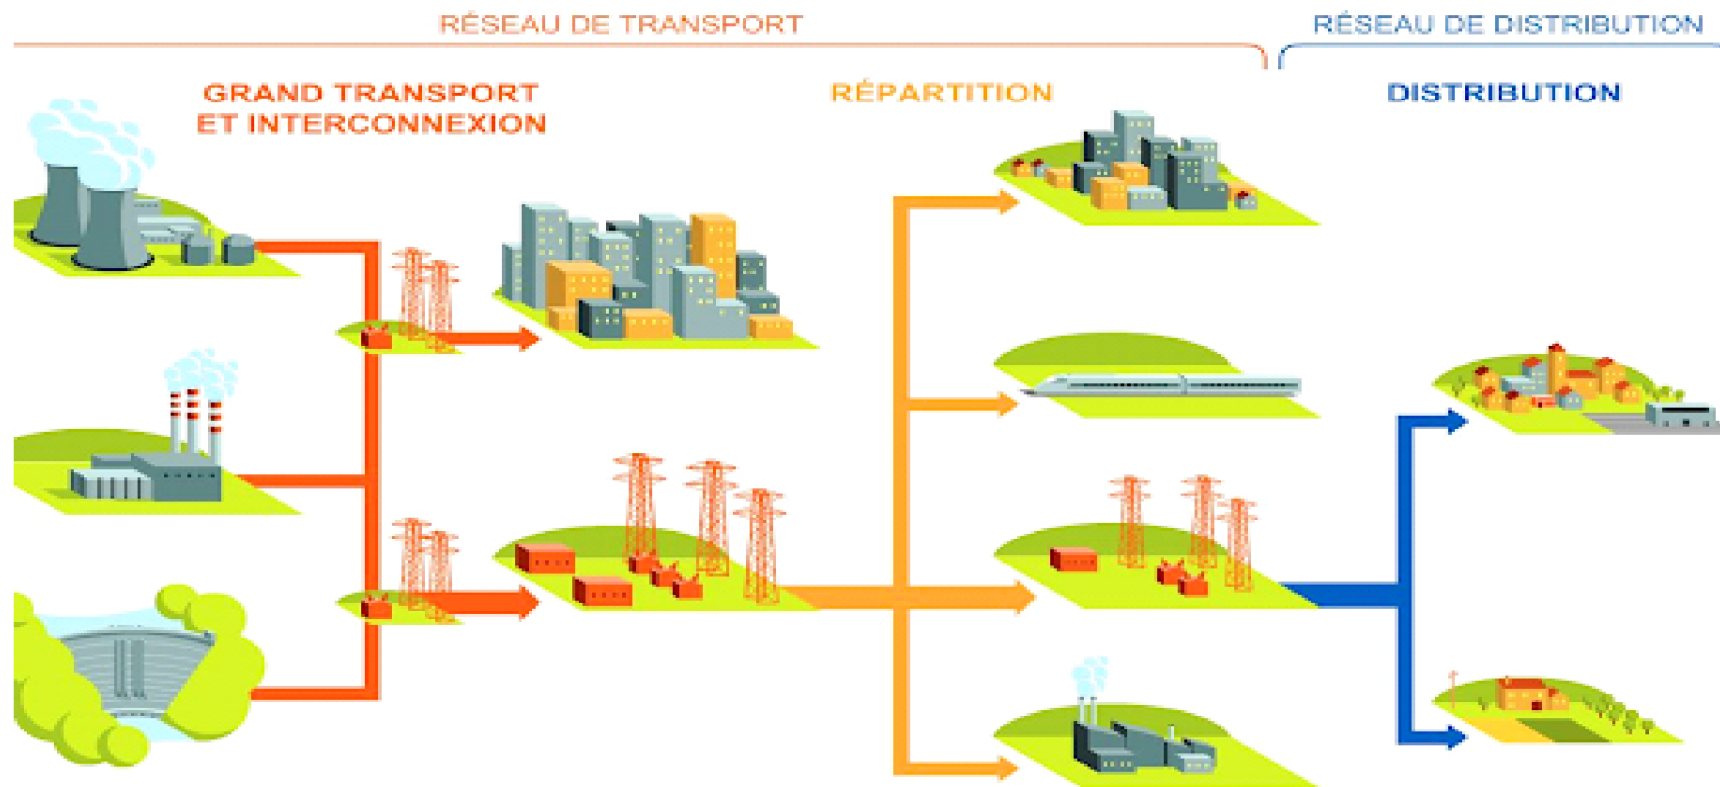 RÉSEAU DE TRANSPORT
RÉSEAU DE DISTRIBUTION
GRAND TRANSPORT
ET INTERCONNEXION
RÉPARTITION
DISTRIBUTION